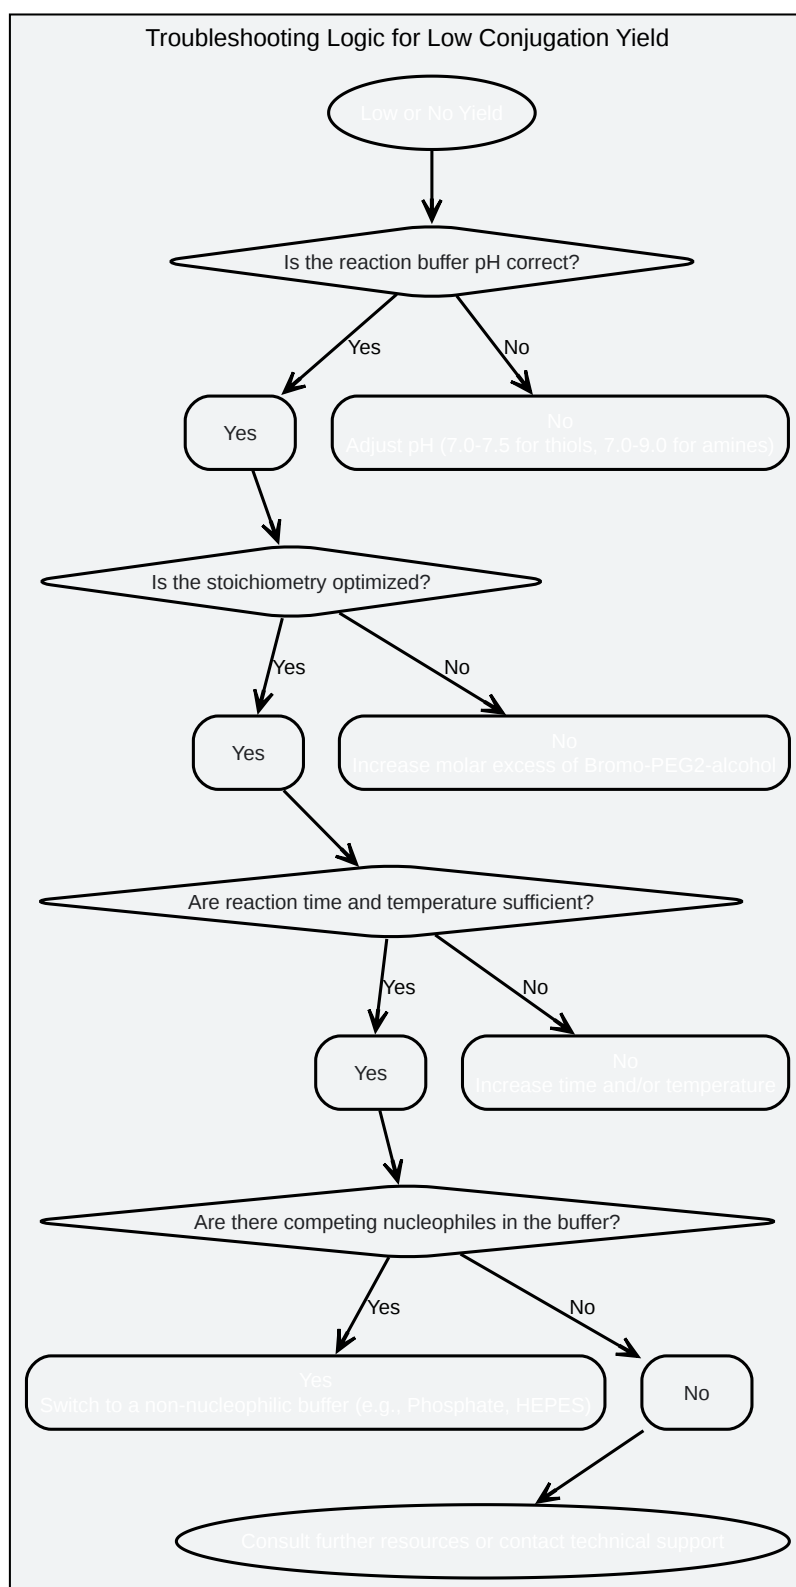 Troubleshooting Logic for Low Conjugation Yield
Low or No Yield
Is the reaction buffer pH correct?
Yes
No
Yes
No
Adjust pH (7.0-7.5 for thiols, 7.0-9.0 for amines)
Is the stoichiometry optimized?
Yes
No
Yes
No
Increase molar excess of Bromo-PEG2-alcohol
Are reaction time and temperature sufficient?
Yes
No
Yes
No
Increase time and/or temperature
Are there competing nucleophiles in the buffer?
Yes
No
Yes
Switch to a non-nucleophilic buffer (e.g., Phosphate, HEPES)
No
Consult further resources or contact technical support